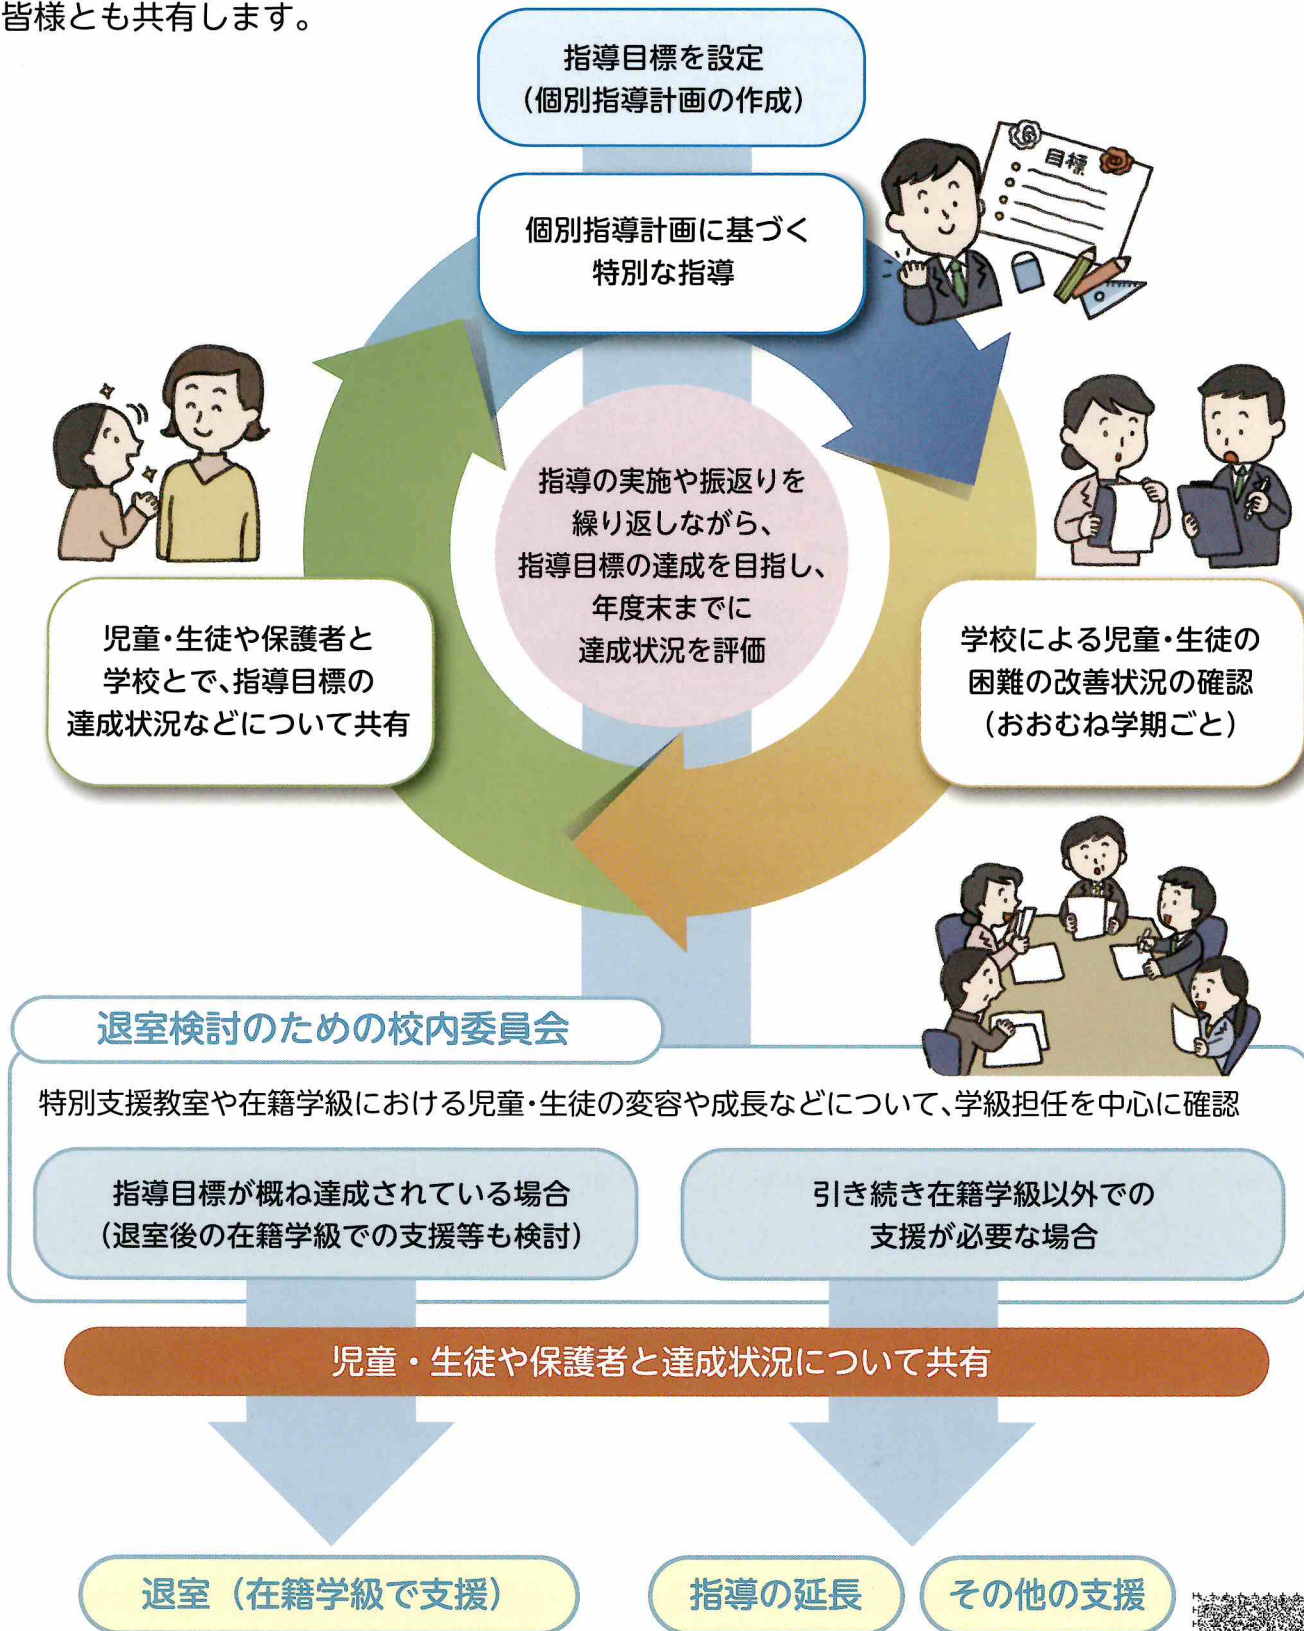 皆様とも共有します。
指導目標を設定
（個別指導計画の作成）
個別指導計画に基づく
特別な指導
目標
指導の実施や振返りを
繰り返しながら、
指導目標の達成を目指し、
年度末までに
達成状況を評価
児童・生徒や保護者と
学校とで、指導目標の
達成状況などについて共有
学校による児童・生徒の
困難の改善状況の確認
（おおむね学期ごと）
退室検討のための校内委員会
特別支援教室や在籍学級における児童・生徒の変容や成長などについて、学級担任を中心に確認
指導目標が概ね達成されている場合
（退室後の在籍学級での支援等も検討）
引き続き在籍学級以外での
支援が必要な場合
児童・生徒や保護者と達成状況について共有
退室（在籍学級で支援）
指導の延長
その他の支援